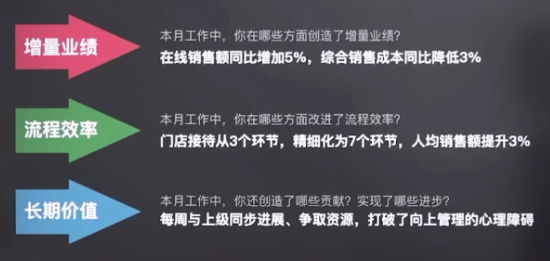 增量业绩
本月工作中，你在哪些方面创造了增量业绩？
在线销售额同比增加5%，综合销售成本同比降低3%
流程效率
本月工作中，你在哪些方面改进了流程效率？
门店接待从3个环节，精细化为7个环节，人均销售额提升3%
长期价值
本月工作中，你还创造了哪些贡献？实现了哪些进步？
每周与上级同步进展、争取资源，打破了向上管理的心理障碍